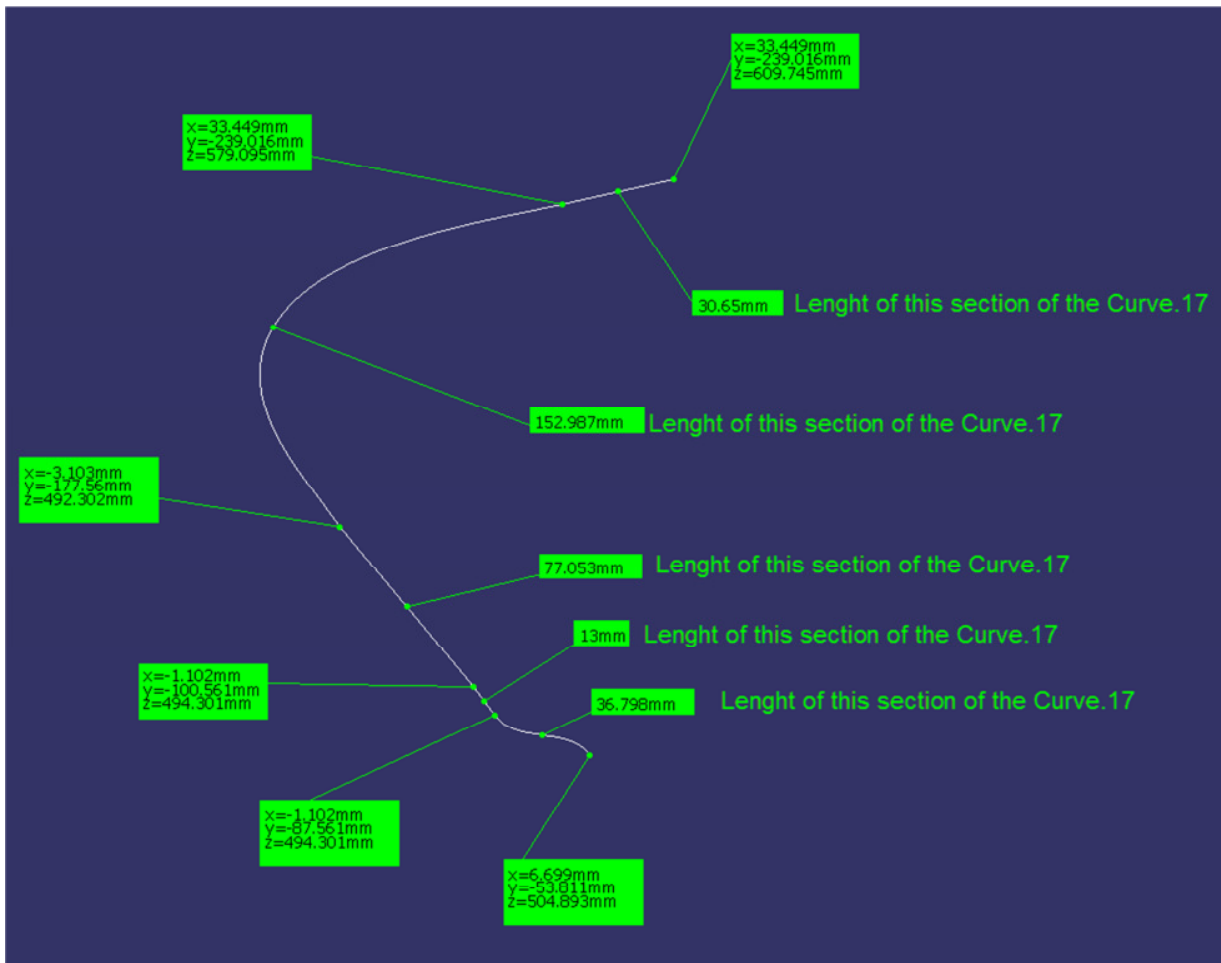 x=33.449mm
y=-239.016mm
z=609.745mm
x=33.449mm
y=-239.016mm
z=579.095mm
30.65mm Lenght of this section of the Curve.17
152.987mm Lenght of this section of the Curve.17
x=-3.103mm
y=-177.56mm
z=492.302mm
77.053mm Lenght of this section of the Curve.17
13mm Lenght of this section of the Curve.17
x=-1.102mm
y=-100.561mm
z=494.301mm
36.798mm Lenght of this section of the Curve.17
x=-1.102mm
y=-87.561mm
z=494.301mm
x=6.699mm
y=-53.811mm
z=504.893mm